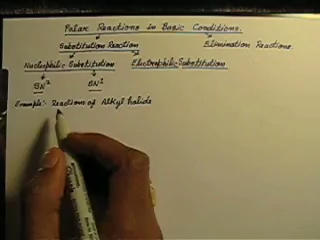 Polar Reactions in Basic Conditions.
Substitution Reaction Elimination Reactions.
Nucleophilic Substitution Electrophilic Substitution
SN² SN¹
Example:- Reactions of Alkyl halide